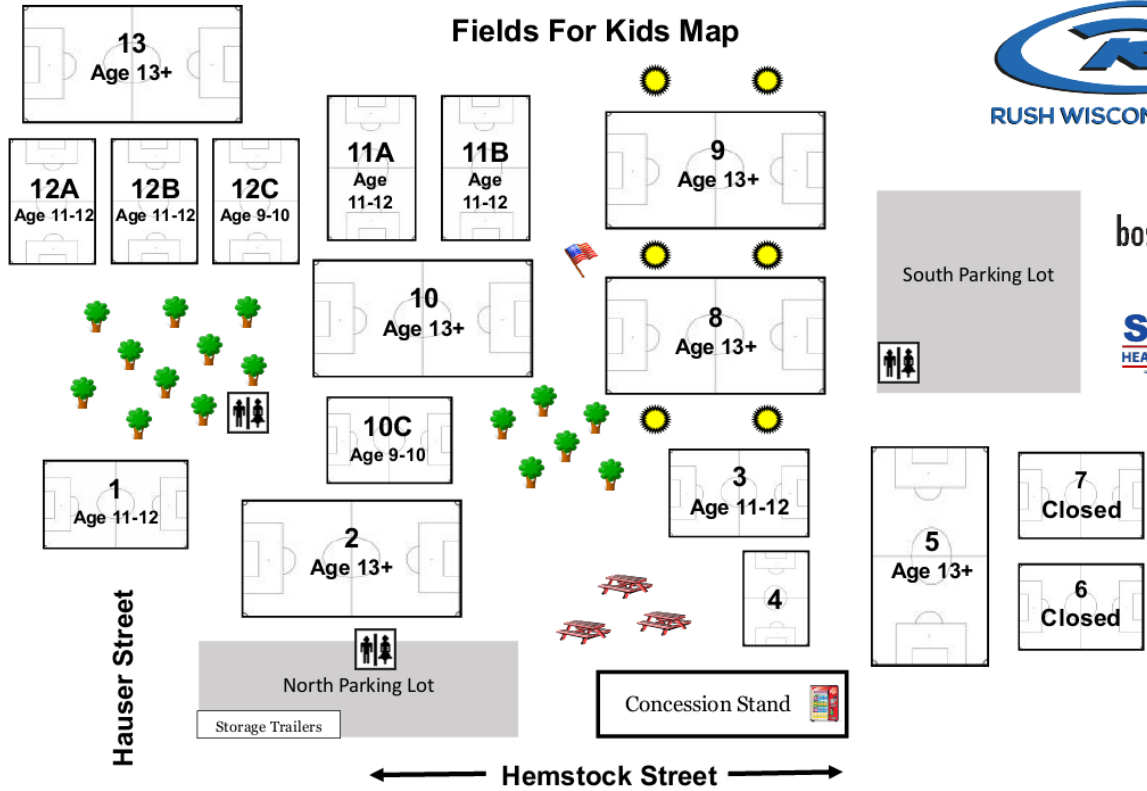 Fields For Kids Map
RUSH
13
Age 13+
12A
Age 11-12
12B
Age 11-12
12C
Age 9-10
11A
Age
11-12
11B
Age
11-12
9
Age 13+
10
Age 13+
8
Age 13+
South Parking Lot
10C
Age 9-10
1
Age 11-12
2
Age 13+
3
Age 11-12
4
5
Age 13+
7
Closed
6
Closed
Hauser Street
North Parking Lot
Storage Trailers
Concession Stand
Hemstock Street